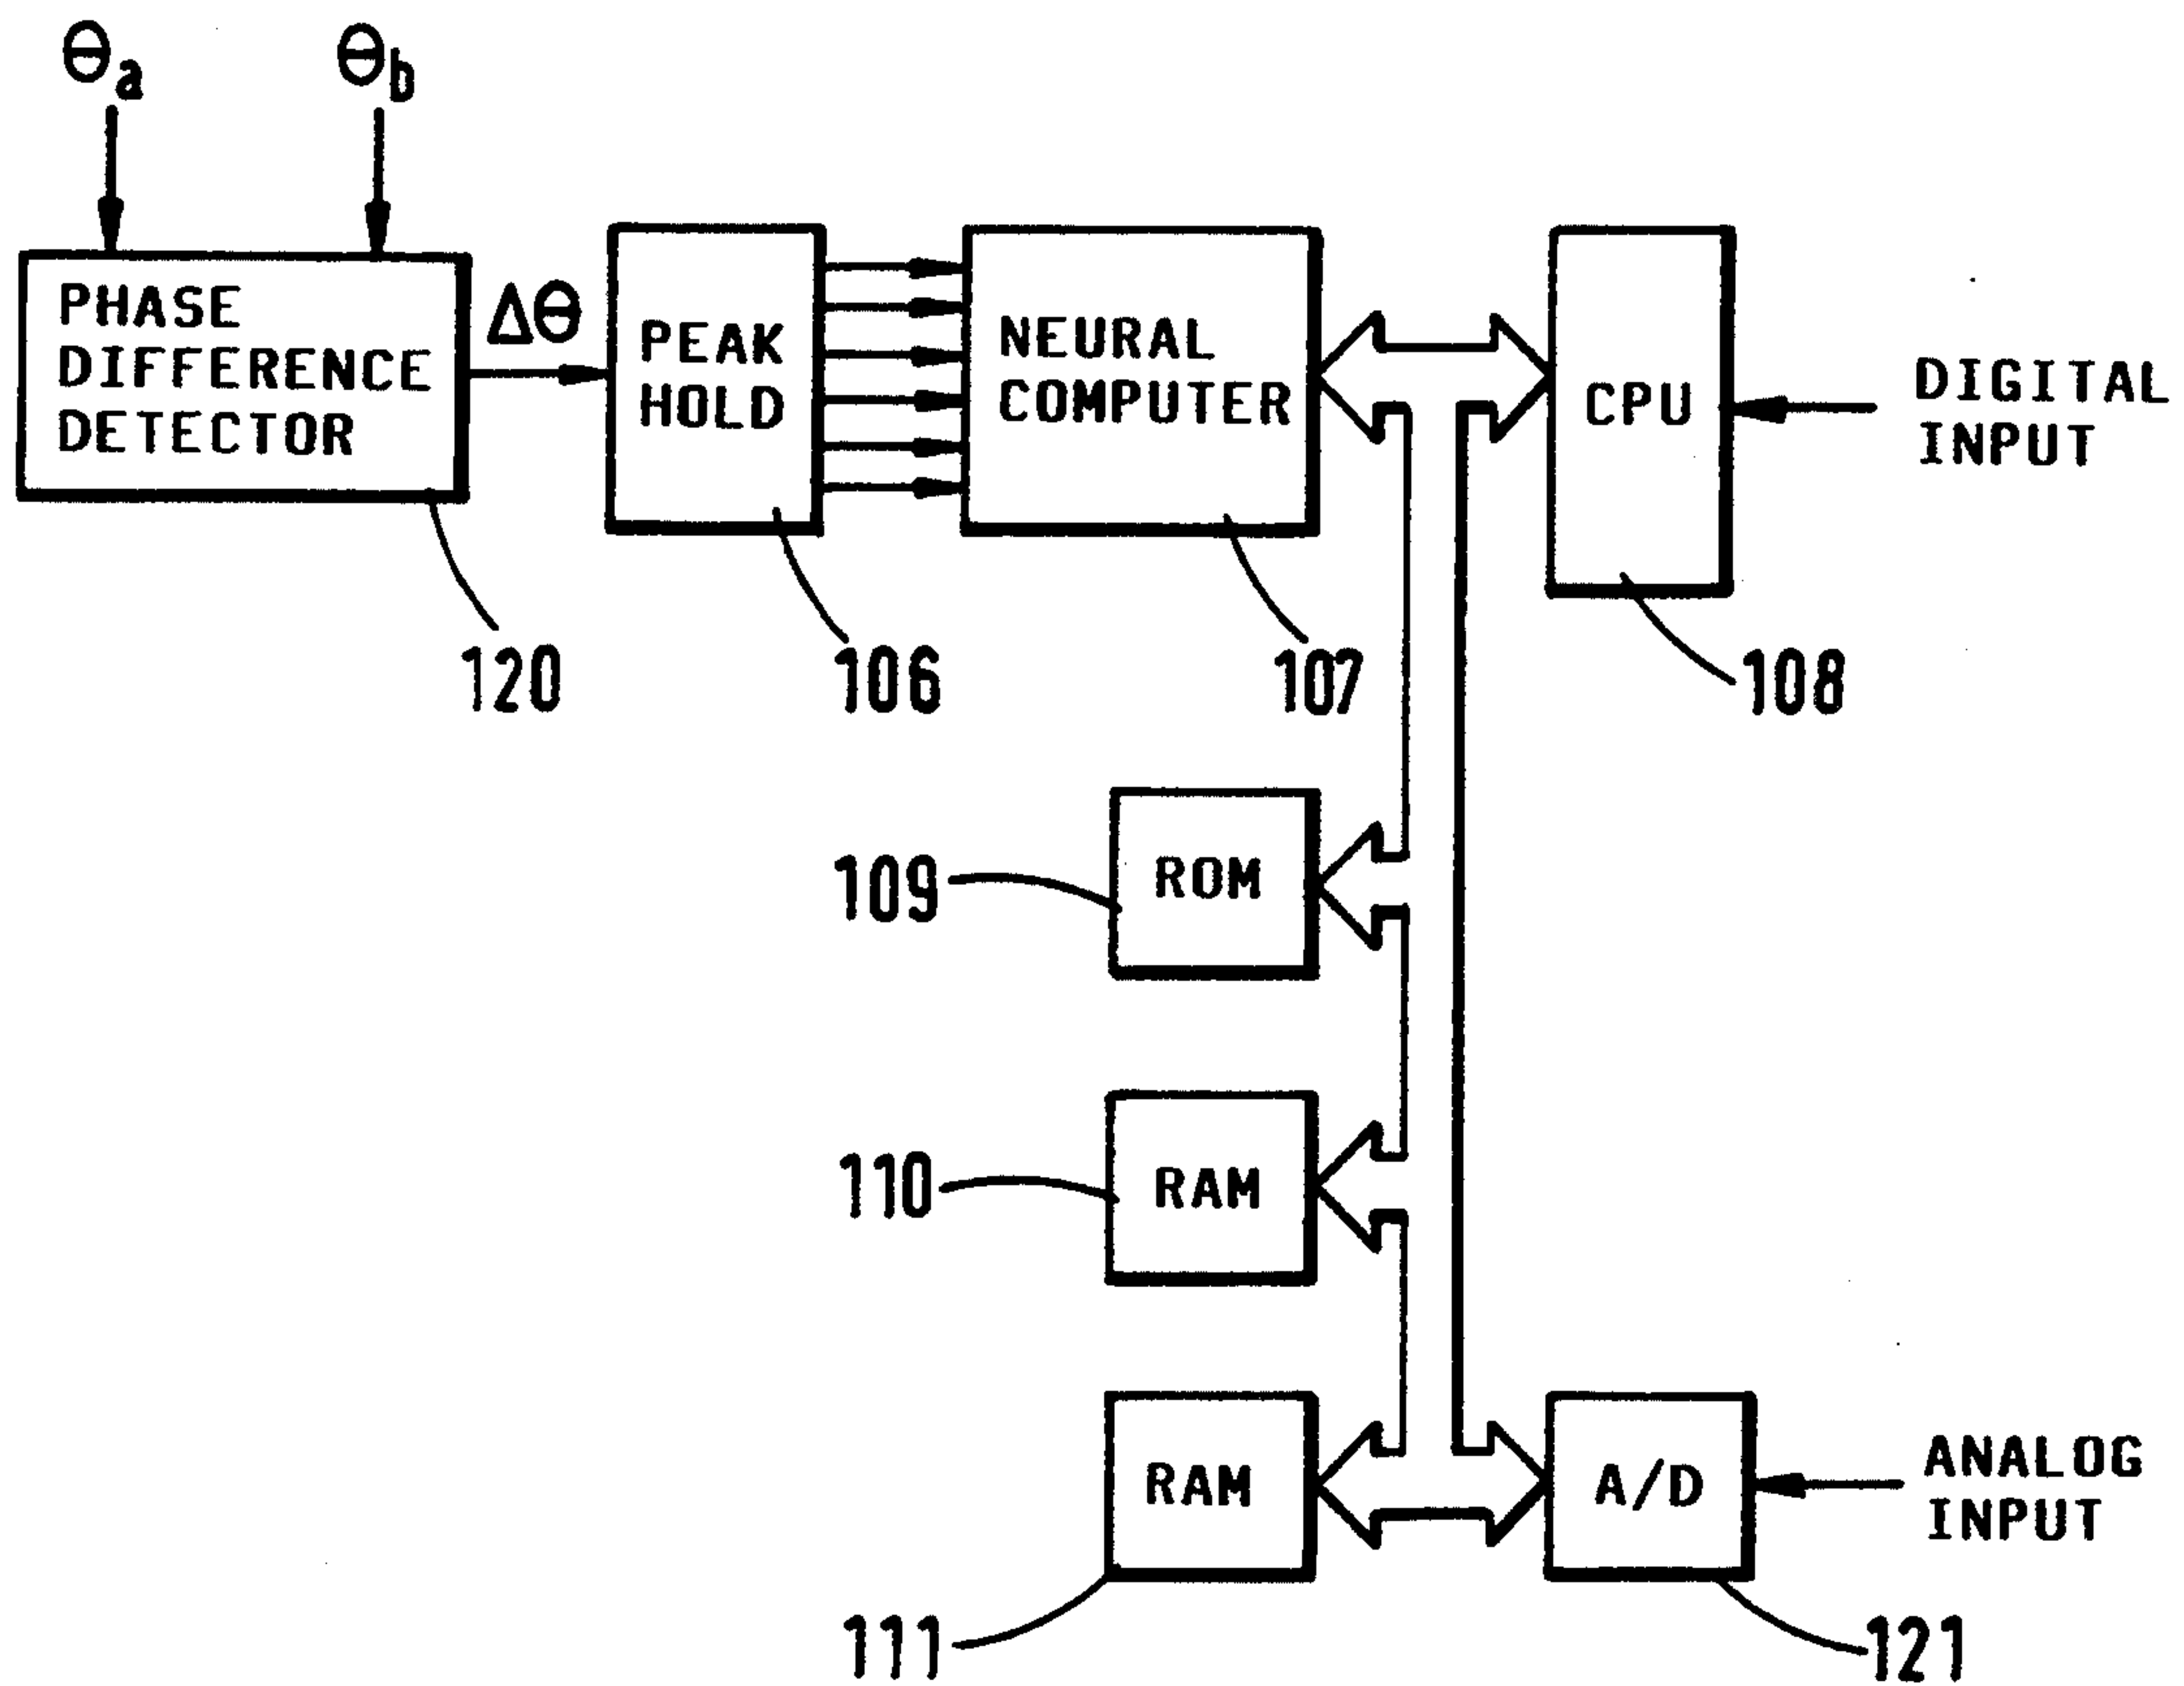 θa
θb
PHASE
DIFFERENCE
DETECTOR
Δθ
PEAK
HOLD
NEURAL
COMPUTER
CPU
DIGITAL
INPUT
120
106
107
108
109
ROM
110
RAM
RAM
A/D
ANALOG
INPUT
111
121